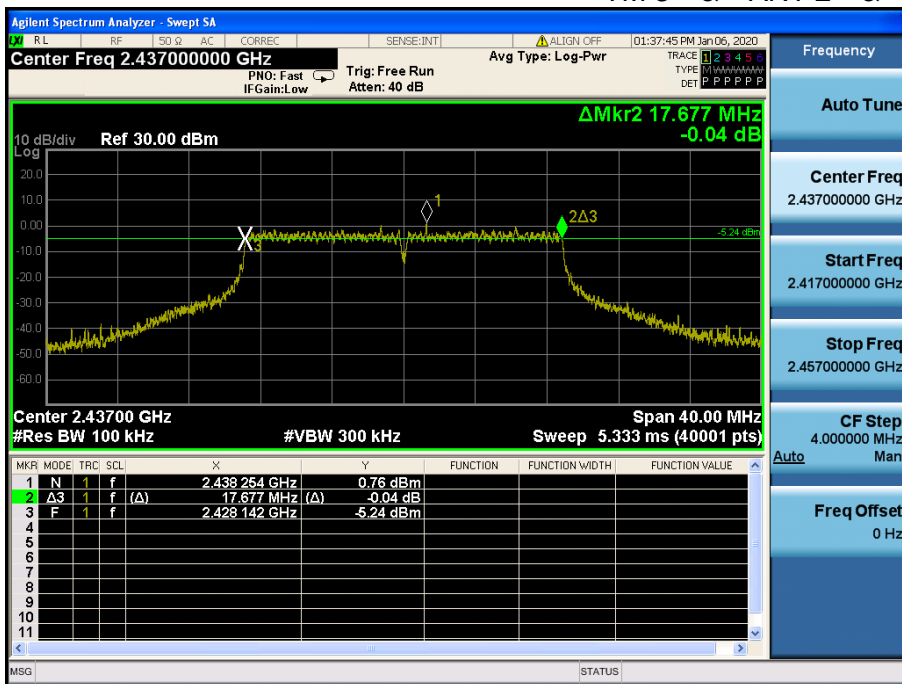 Agilent Spectrum Analyzer - Swept SA
LXI RL RF 50 Ω AC CORREC SENSE:INT ALIGN OFF 01:37:45 PM Jan 06, 2020
Center Freq 2.437000000 GHz
PNO: Fast
IFGain:Low
Trig: Free Run
Atten: 40 dB
Avg Type: Log-Pwr
TRACE 1 2 3 4 5 6
TYPE M W W W W W
DET P P P P P P
ΔMkr2 17.677 MHz
-0.04 dB
10 dB/div Ref 30.00 dBm
Log
20.0
10.0
0.00
-10.0
-20.0
-30.0
-40.0
-50.0
-60.0
1
2Δ3
3
-5.24 dBm
Center 2.43700 GHz Span 40.00 MHz
#Res BW 100 kHz #VBW 300 kHz Sweep 5.333 ms (40001 pts)
MKR MODE TRC SCL X Y FUNCTION FUNCTION WIDTH FUNCTION VALUE
1 N 1 f 2.438 254 GHz 0.76 dBm
2 Δ3 1 f (Δ) 17.677 MHz (Δ) -0.04 dB
3 F 1 f 2.428 142 GHz -5.24 dBm
4
5
6
7
8
9
10
11
MSG STATUS
Frequency
Auto Tune
Center Freq
2.437000000 GHz
Start Freq
2.417000000 GHz
Stop Freq
2.457000000 GHz
CF Step
4.000000 MHz
Auto Man
Freq Offset
0 Hz